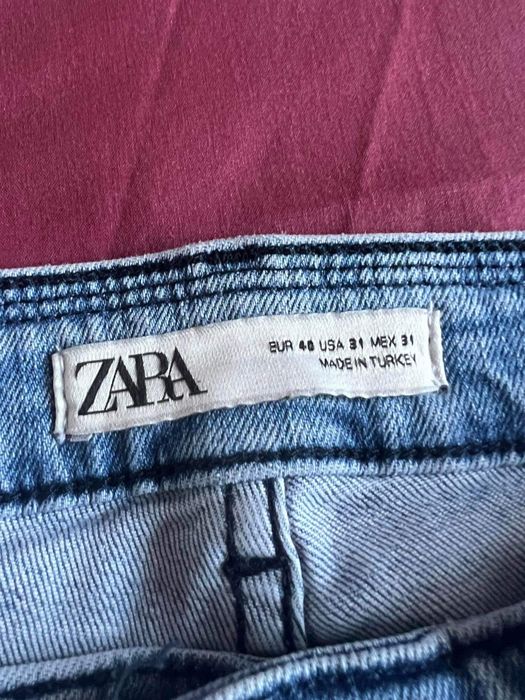 ZARA
EUR 40 USA 31 MEX 31
MADE IN TURKEY